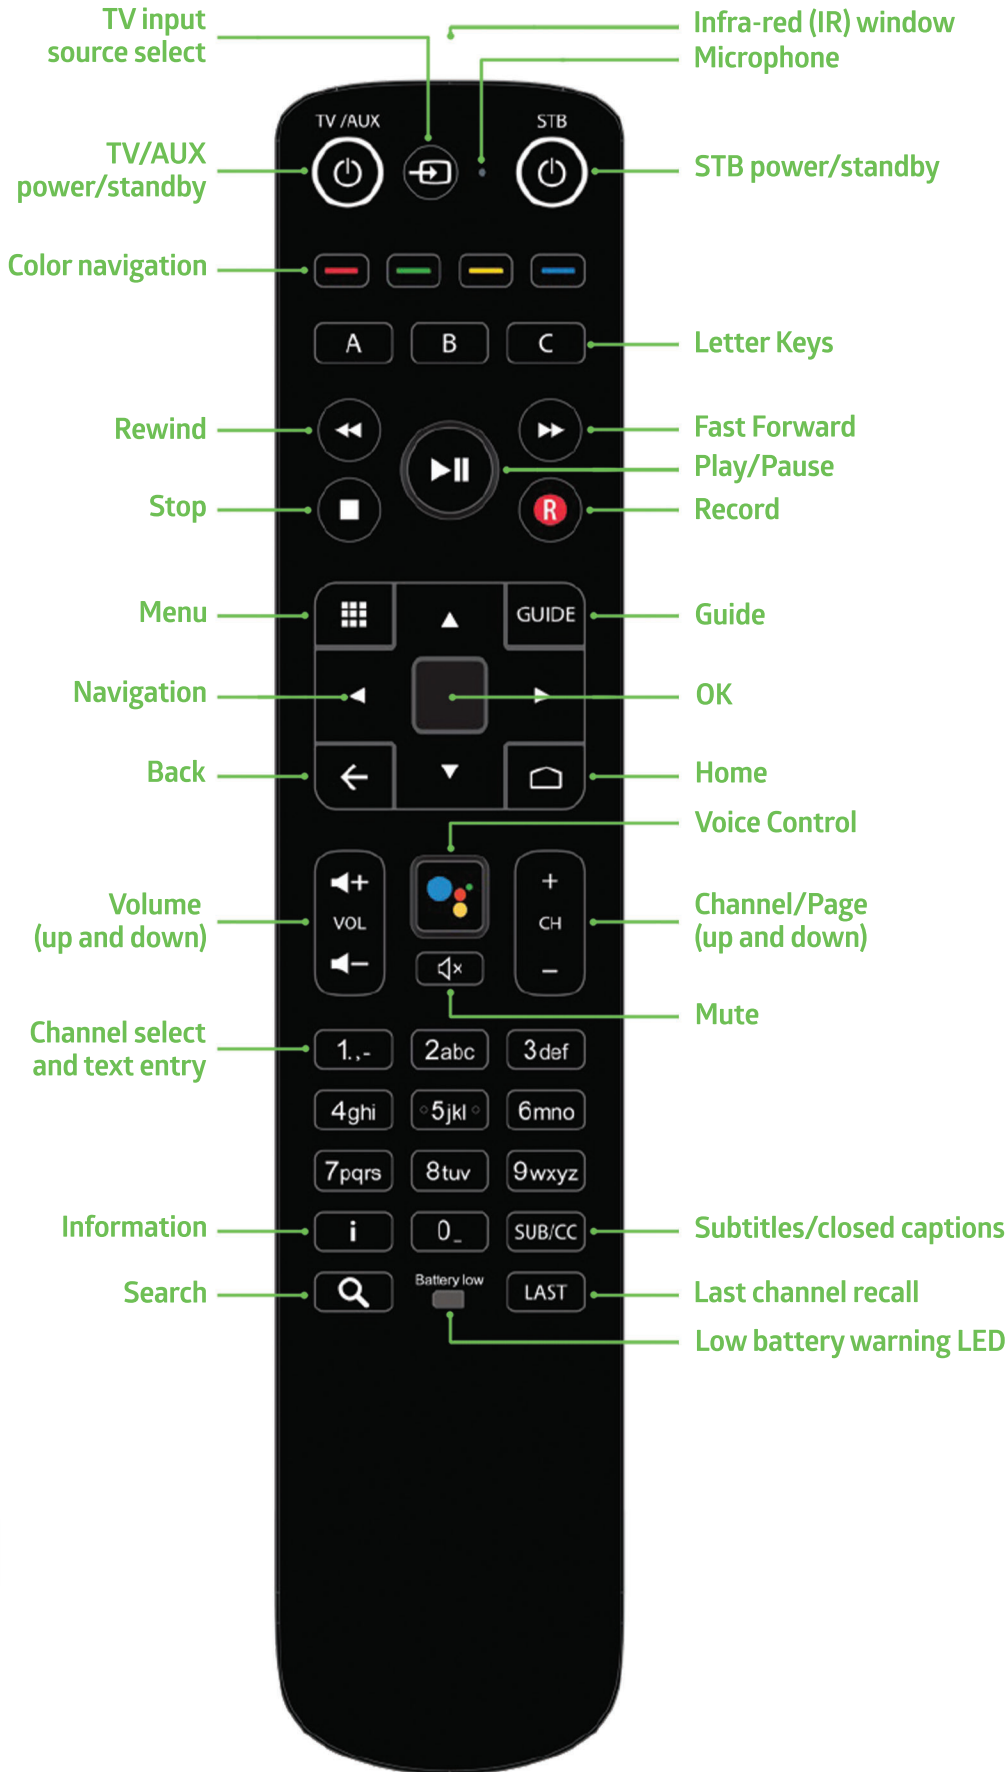 TV input
source select
Infra-red (IR) window
Microphone
TV /AUX
STB
TV/AUX
power/standby
STB power/standby
Color navigation
A
B
C
Letter Keys
Rewind
Fast Forward
Play/Pause
Stop
R
Record
Menu
GUIDE
Guide
Navigation
OK
Back
Home
Voice Control
Volume
(up and down)
+
VOL
-
+
CH
-
Channel/Page
(up and down)
Mute
Channel select
and text entry
1.,-
2abc
3def
4ghi
5jkl
6mno
7pqrs
8tuv
9wxyz
Information
i
0_
SUB/CC
Subtitles/closed captions
Search
Battery low
LAST
Last channel recall
Low battery warning LED